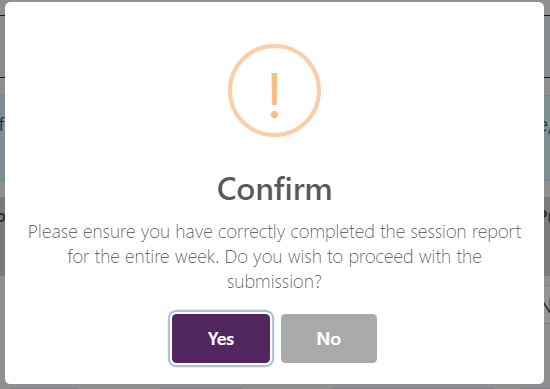 Confirm
Please ensure you have correctly completed the session report
for the entire week. Do you wish to proceed with the
submission?
Yes
No